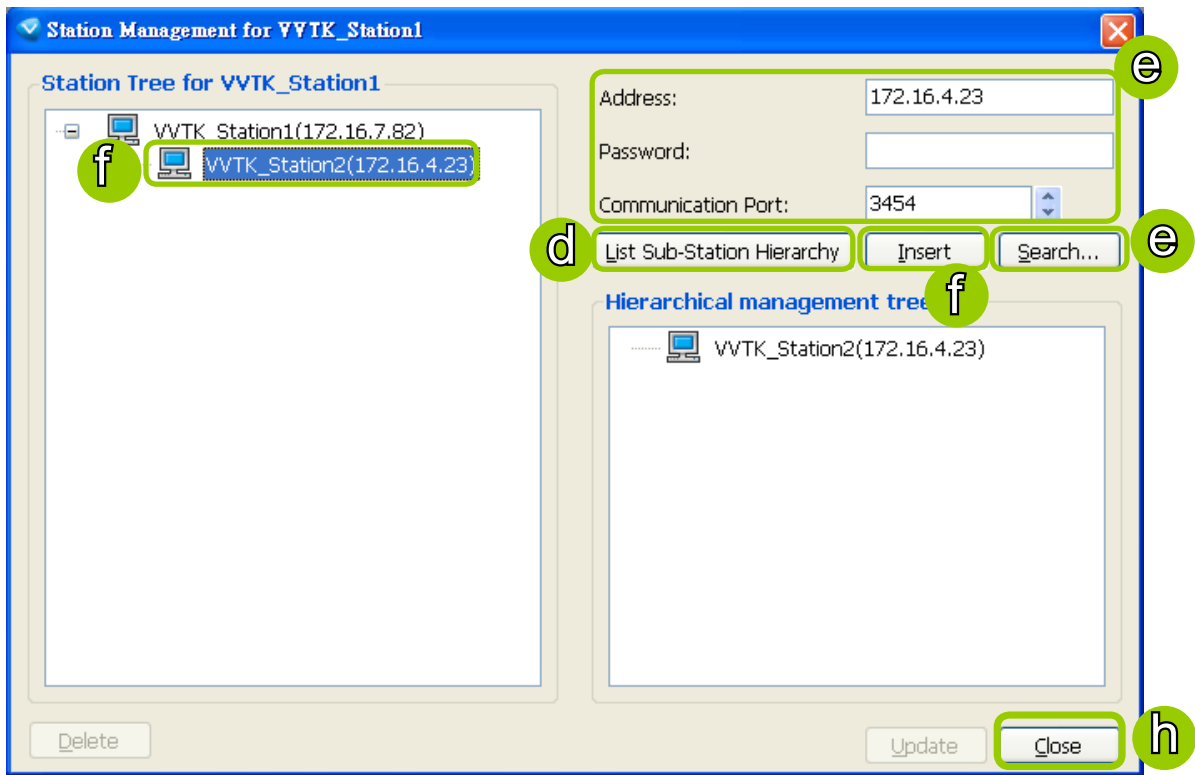 Station Management for VVTK_Station1
e
Station Tree for VVTK_Station1
Address:
172.16.4.23
VVTK_Station1(172.16.7.82)
f
VVTK_Station2(172.16.4.23)
Password:
Communication Port:
3454
d
List Sub-Station Hierarchy
Insert
Search...
e
f
Hierarchical management tree
VVTK_Station2(172.16.4.23)
Delete
Update
Close
h